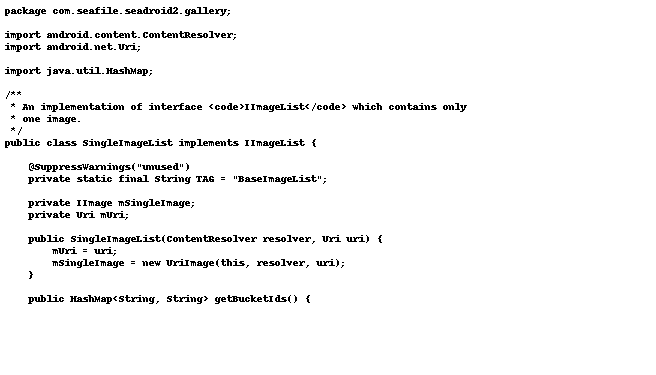 package com.seafile.seadroid2.gallery;

import android.content.ContentResolver;
import android.net.Uri;

import java.util.HashMap;

/**
 * An implementation of interface <code>IImageList</code> which contains only
 * one image.
 */
public class SingleImageList implements IImageList {

    @SuppressWarnings("unused")
    private static final String TAG = "BaseImageList";

    private IImage mSingleImage;
    private Uri mUri;

    public SingleImageList(ContentResolver resolver, Uri uri) {
        mUri = uri;
        mSingleImage = new UriImage(this, resolver, uri);
    }

    public HashMap<String, String> getBucketIds() {